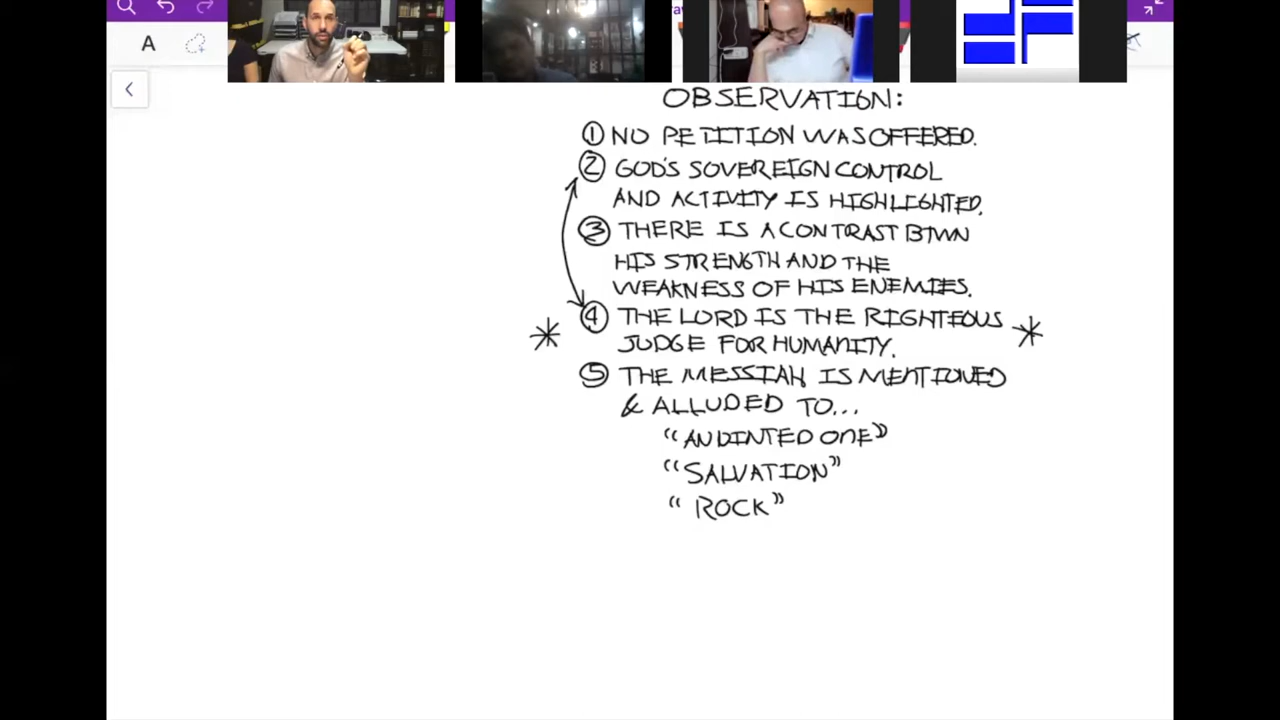 A
OBSERVATION:
① NO PETITION WAS OFFERED.
② GOD'S SOVEREIGN CONTROL
AND ACTIVITY IS HIGHLIGHTED.
③ THERE IS A CONTRAST BTWN
HIS STRENGTH AND THE
WEAKNESS OF HIS ENEMIES.
* ④ THE LORD IS THE RIGHTEOUS *
JUDGE FOR HUMANITY.
⑤ THE MESSIAH IS MENTIONED
& ALLUDED TO...
"ANOINTED ONE"
"SALVATION"
"ROCK"